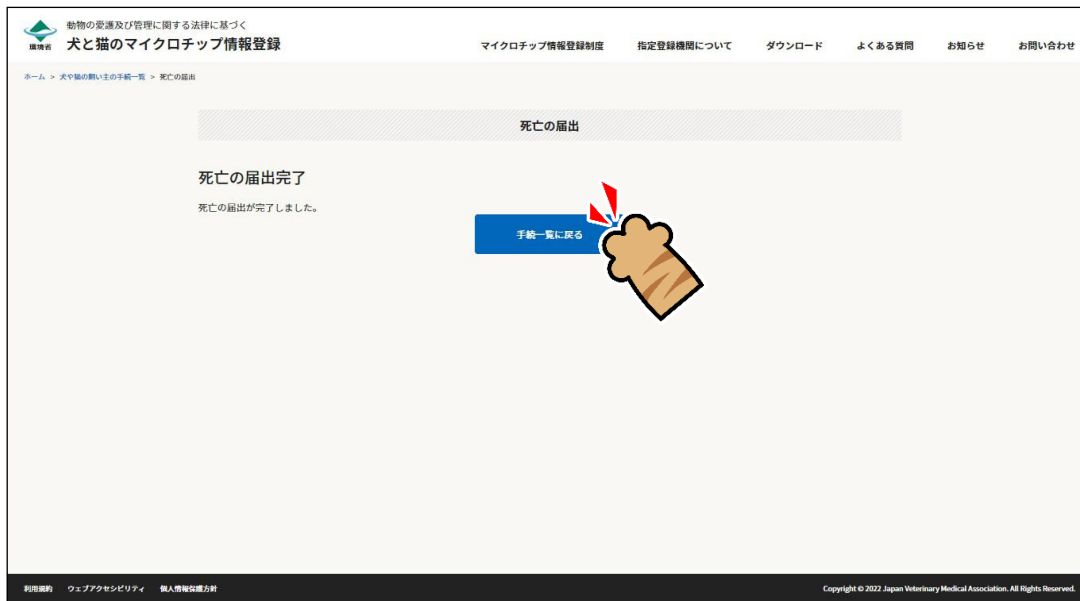 動物の愛護及び管理に関する法律に基づく
環境省 犬と猫のマイクロチップ情報登録
マイクロチップ情報登録制度 指定登録機関について ダウンロード よくある質問 お知らせ お問い合わせ
ホーム > 犬や猫の飼い主の手続一覧 > 死亡の届出
死亡の届出
死亡の届出完了
死亡の届出が完了しました。
手続一覧に戻る
利用規約 ウェブアクセシビリティ 個人情報保護方針 Copyright © 2022 Japan Veterinary Medical Association. All Rights Reserved.